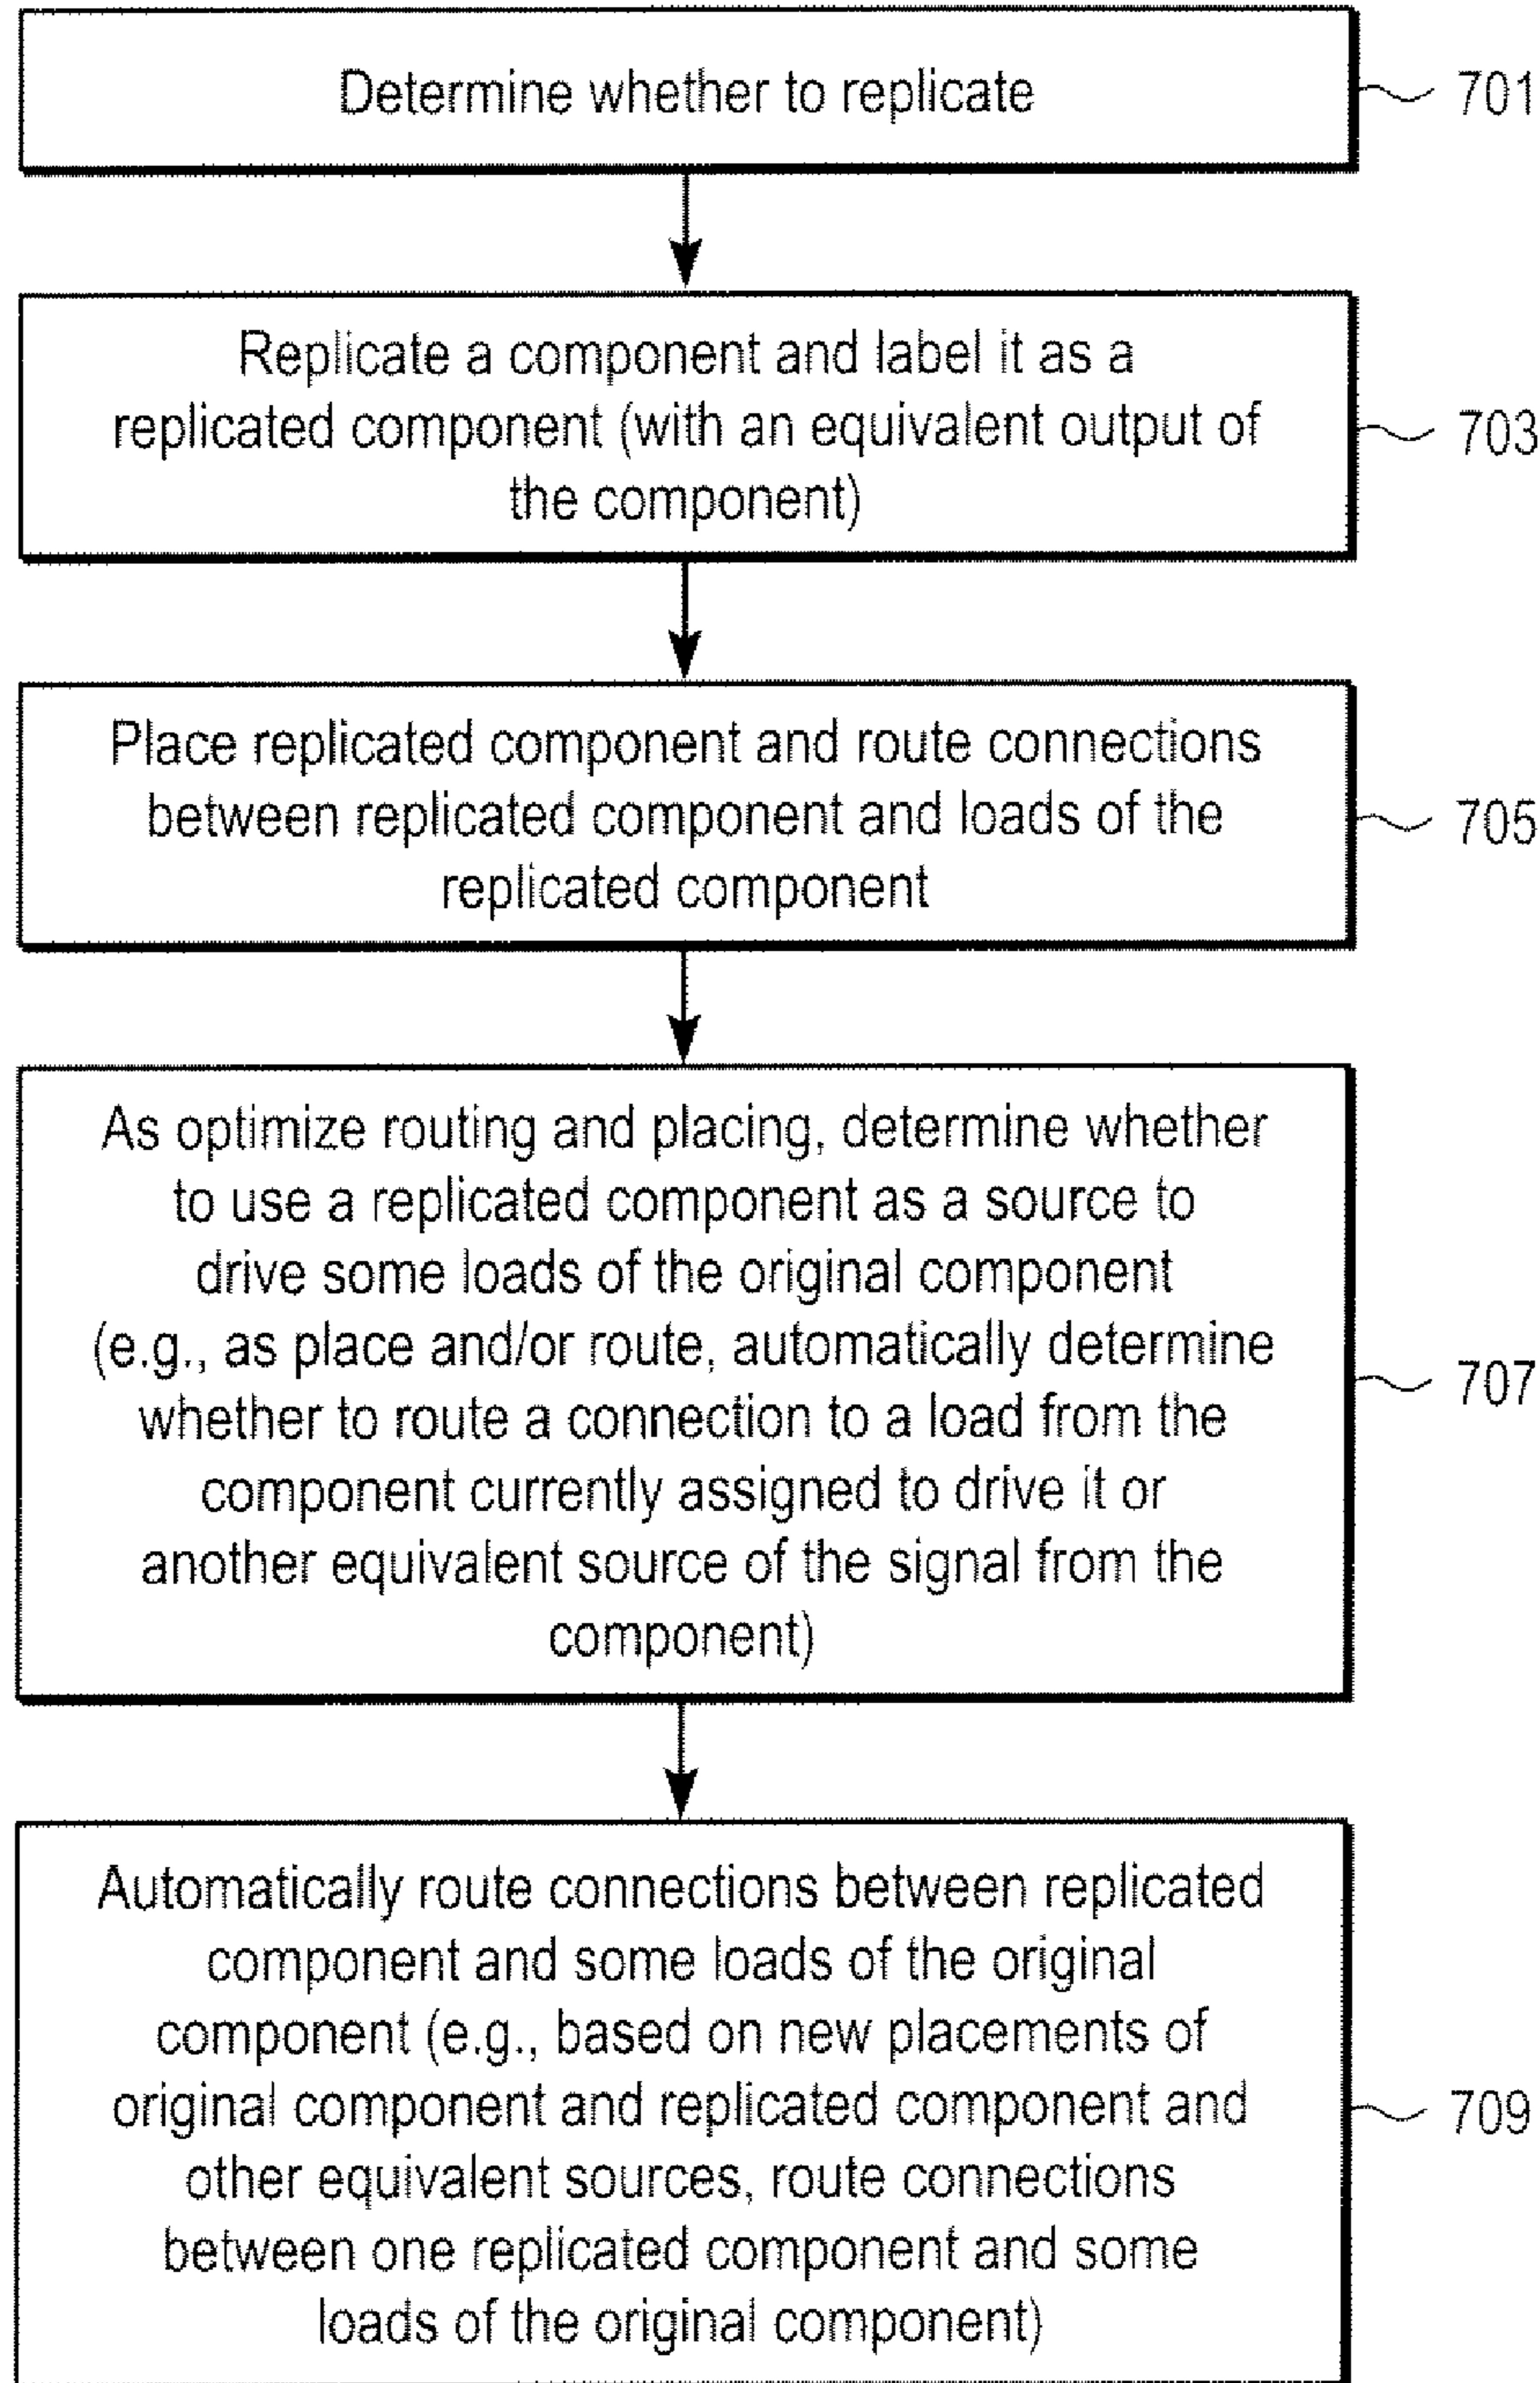 Determine whether to replicate
701
Replicate a component and label it as a
replicated component (with an equivalent output of
the component)
703
Place replicated component and route connections
between replicated component and loads of the
replicated component
705
As optimize routing and placing, determine whether
to use a replicated component as a source to
drive some loads of the original component
(e.g., as place and/or route, automatically determine
whether to route a connection to a load from the
component currently assigned to drive it or
another equivalent source of the signal from the
component)
707
Automatically route connections between replicated
component and some loads of the original
component (e.g., based on new placements of
original component and replicated component and
other equivalent sources, route connections
between one replicated component and some
loads of the original component)
709